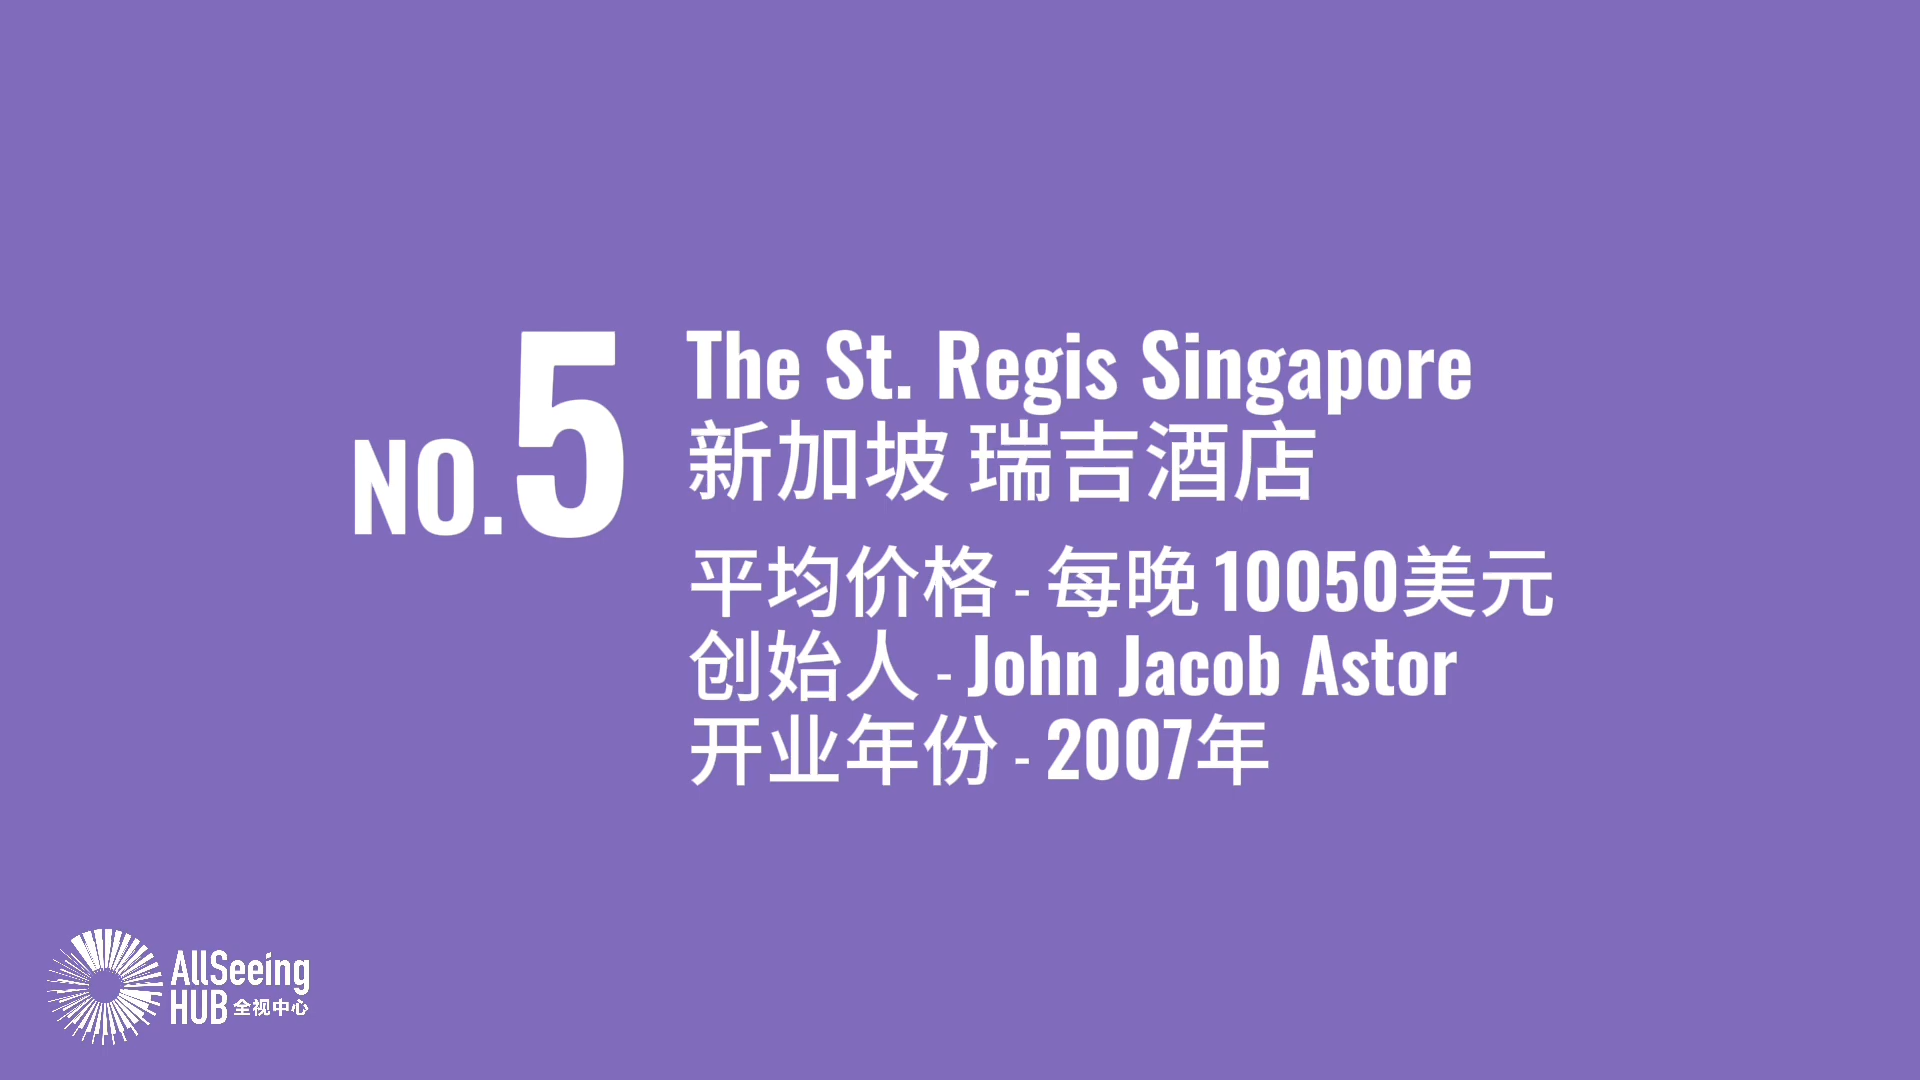 NO.5
The St. Regis Singapore
新加坡 瑞吉酒店
平均价格 - 每晚 10050美元
创始人 - John Jacob Astor
开业年份 - 2007年
AllSeeing
HUB 全视中心